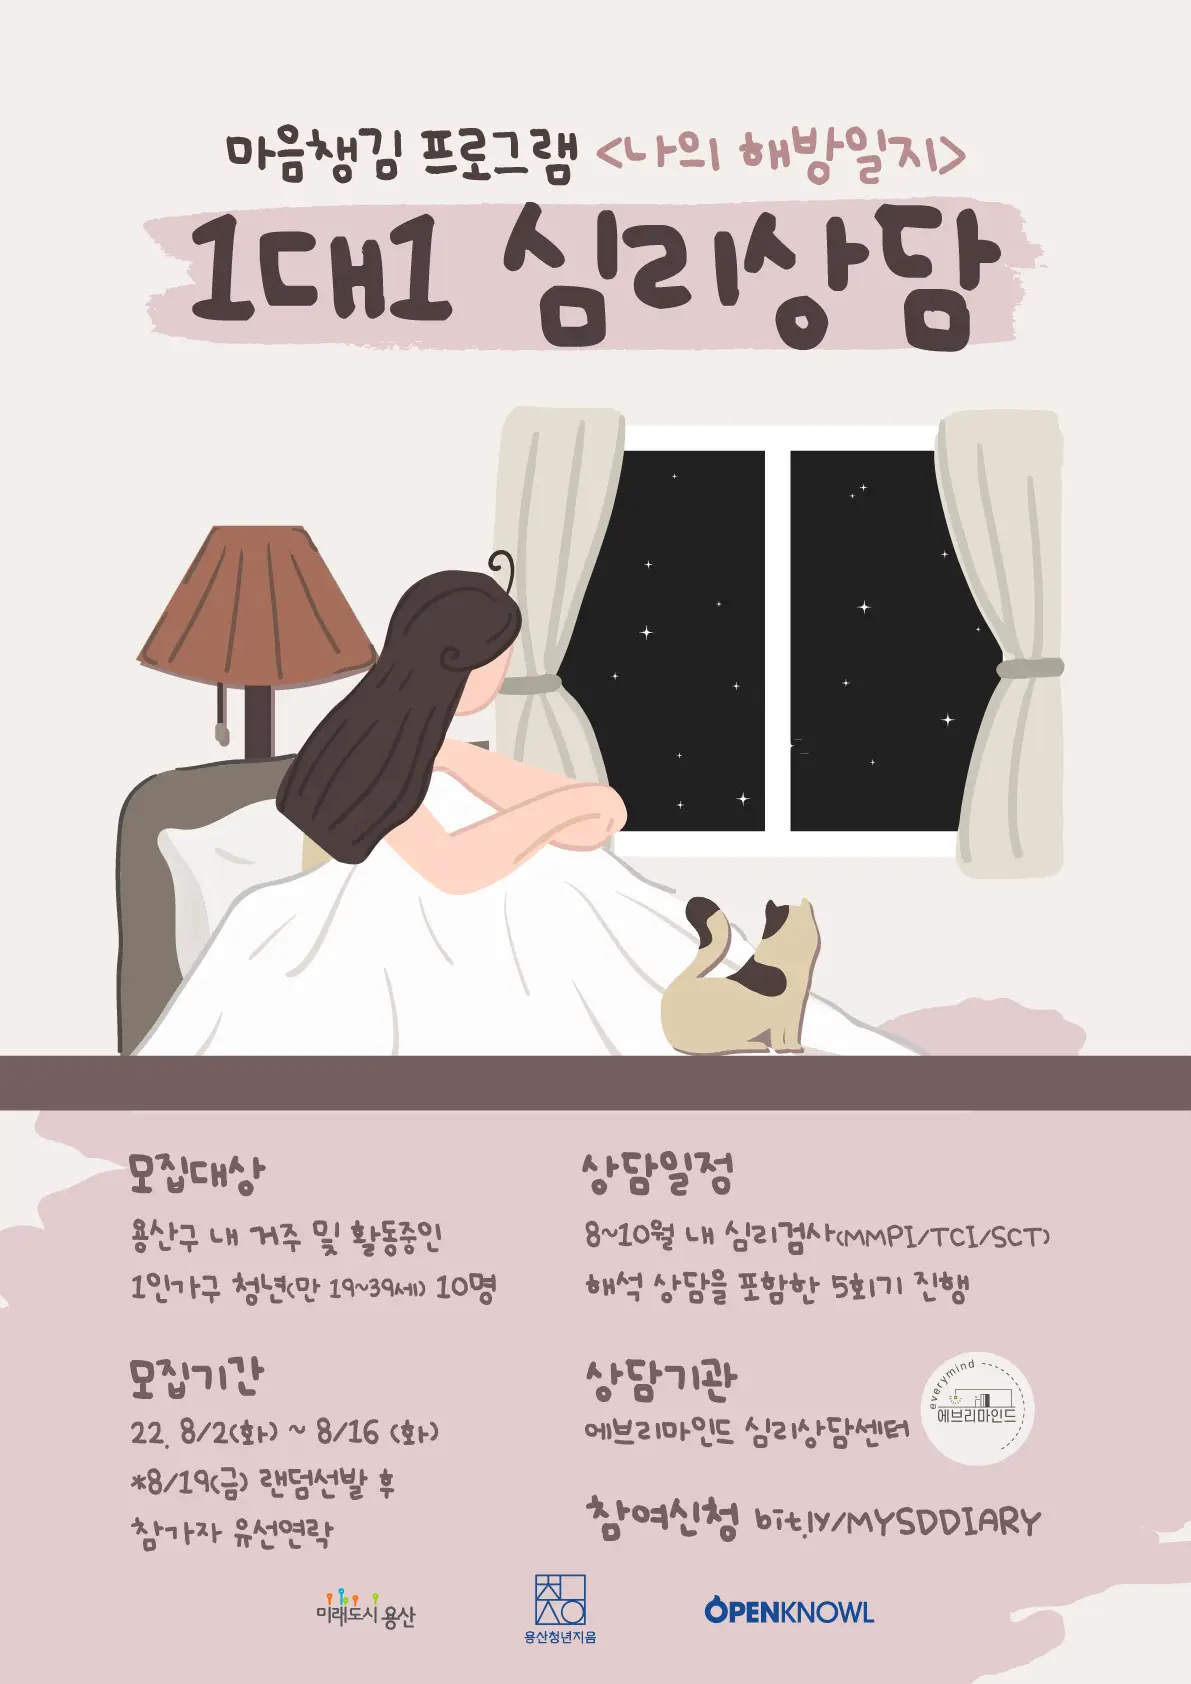 마음챙김 프로그램 <나의 해방일지>
1대1 심리상담
모집대상
용산구 내 거주 및 활동중인
1인가구 청년(만 19~39세) 10명
모집기간
22. 8/2(화) ~ 8/16 (화)
*8/19(금) 랜덤선발 후
참가자 유선연락
상담일정
8~10월 내 심리검사(MMPI/TCI/SCT)
해석 상담을 포함한 5회기 진행
상담기관
에브리마인드 심리상담센터
everymind
에브리마인드
참여신청 bit.ly/MYSDDIARY
미래도시 용산
용산청년지음
OPENKNOWL